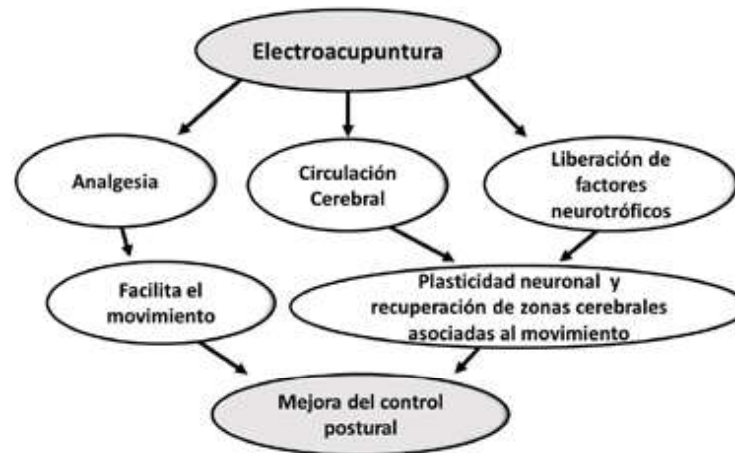 Electroacupuntura
Analgesia
Circulación
Cerebral
Liberación de
factores
neurotróficos
Facilita el
movimiento
Plasticidad neuronal y
recuperación de zonas cerebrales
asociadas al movimiento
Mejora del control
postural